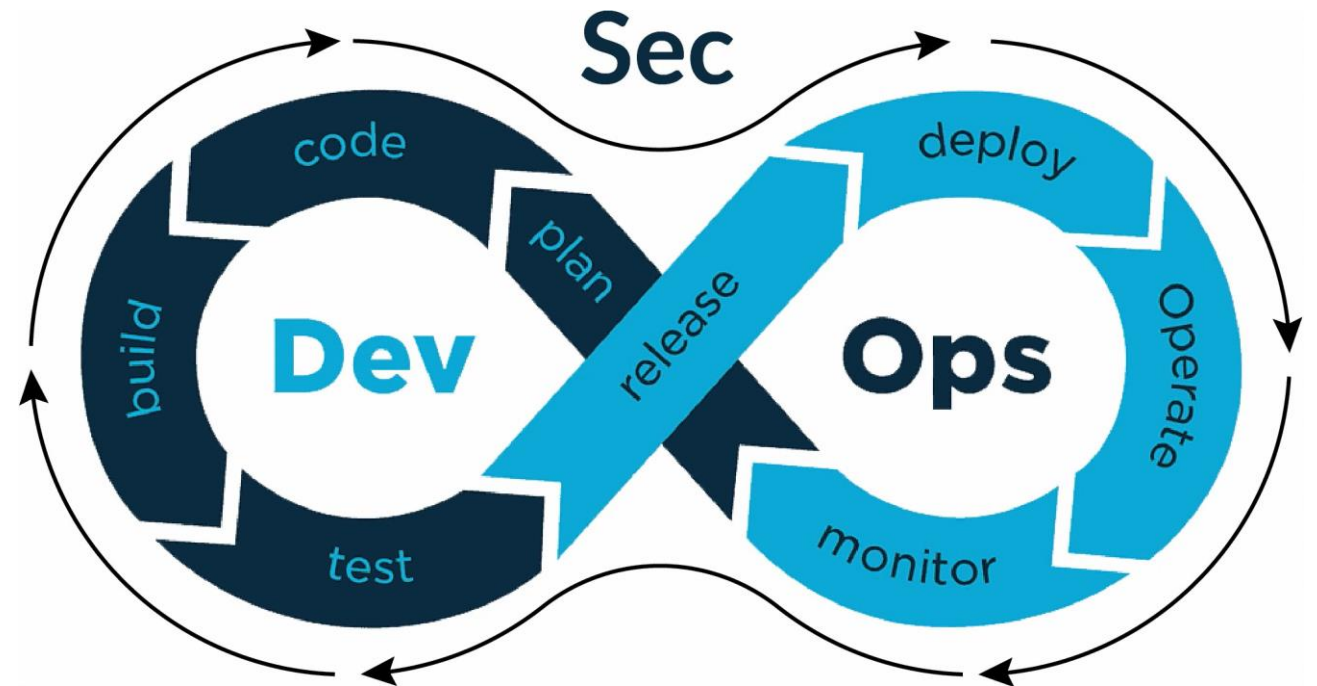 Sec
code
deploy
plan
release
build
Dev
Ops
Operate
test
monitor